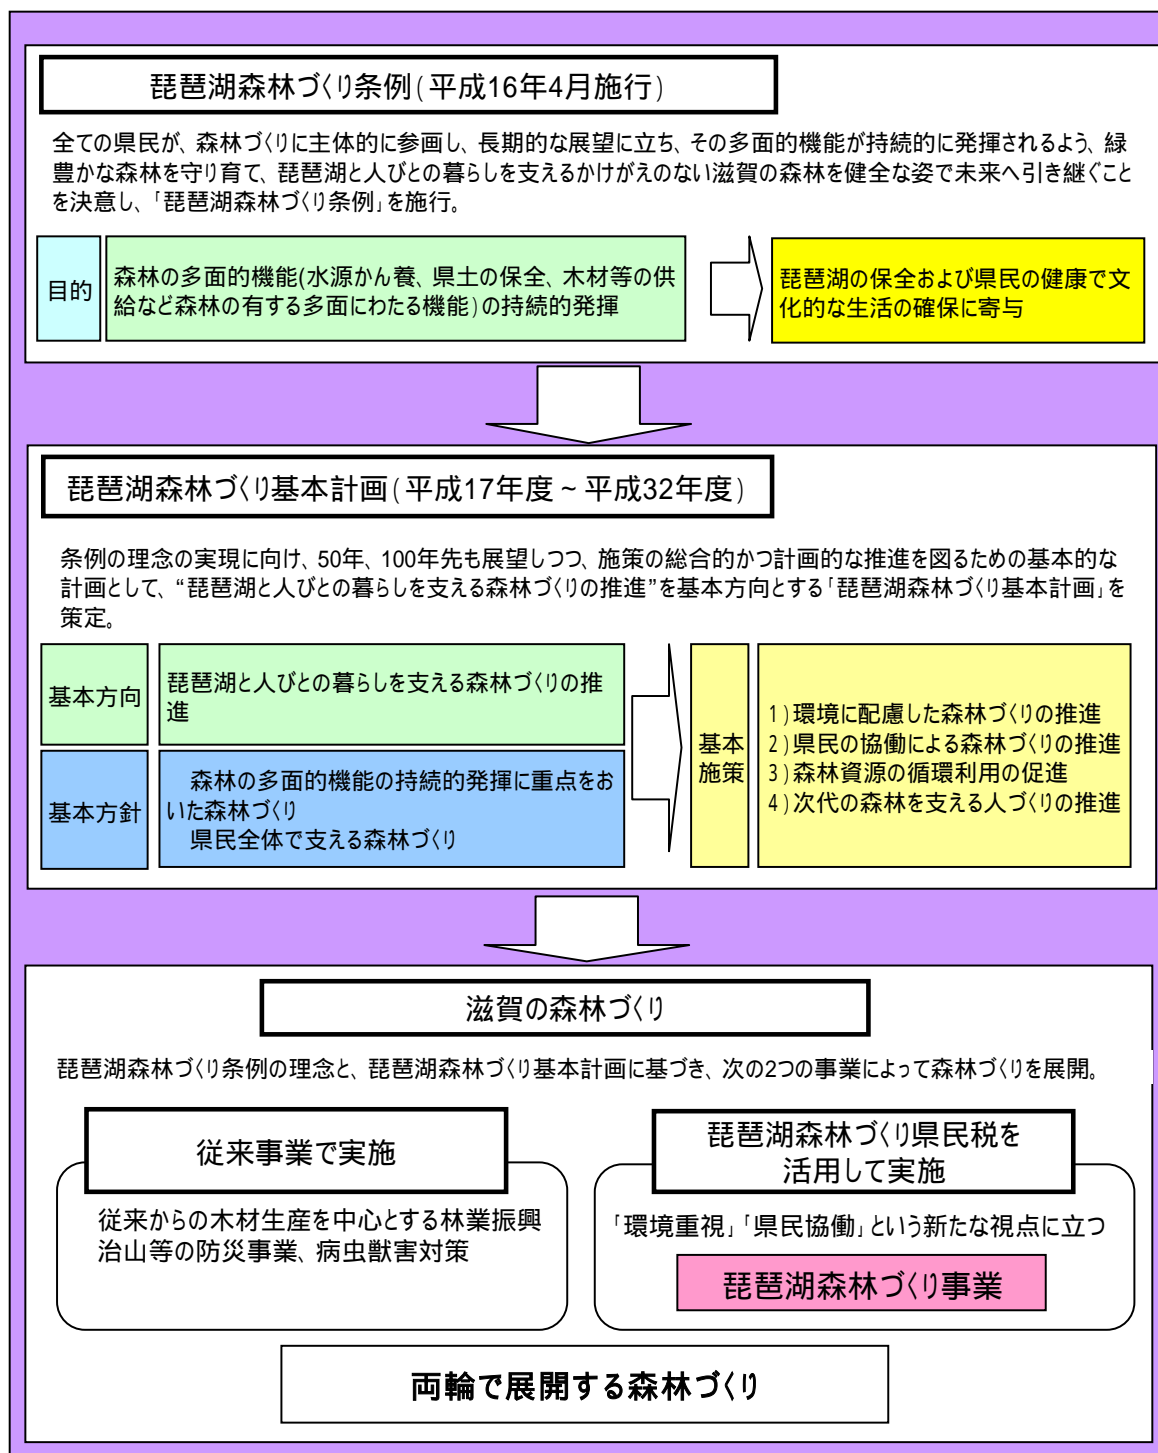 琵琶湖森林づくり条例(平成16年4月施行)
全ての県民が、森林づくりに主体的に参画し、長期的な展望に立ち、その多面的機能が持続的に発揮されるよう、緑
豊かな森林を守り育て、琵琶湖と人びとの暮らしを支えるかけがえのない滋賀の森林を健全な姿で未来へ引き継ぐこと
を決意し、「琵琶湖森林づくり条例」を施行。
目的
森林の多面的機能(水源かん養、県土の保全、木材等の供
給など森林の有する多面にわたる機能)の持続的発揮
琵琶湖の保全および県民の健康で文
化的な生活の確保に寄与
琵琶湖森林づくり基本計画(平成17年度~平成32年度)
条例の理念の実現に向け、50年、100年先も展望しつつ、施策の総合的かつ計画的な推進を図るための基本的な
計画として、“琵琶湖と人びとの暮らしを支える森林づくりの推進”を基本方向とする「琵琶湖森林づくり基本計画」を
策定。
基本方向
琵琶湖と人びとの暮らしを支える森林づくりの推
進
基本方針
森林の多面的機能の持続的発揮に重点をお
いた森林づくり
県民全体で支える森林づくり
基本
施策
1)環境に配慮した森林づくりの推進
2)県民の協働による森林づくりの推進
3)森林資源の循環利用の促進
4)次代の森林を支える人づくりの推進
滋賀の森林づくり
琵琶湖森林づくり条例の理念と、琵琶湖森林づくり基本計画に基づき、次の2つの事業によって森林づくりを展開。
従来事業で実施
従来からの木材生産を中心とする林業振興
治山等の防災事業、病虫獣害対策
琵琶湖森林づくり県民税を
活用して実施
「環境重視」「県民協働」という新たな視点に立つ
琵琶湖森林づくり事業
両輪で展開する森林づくり